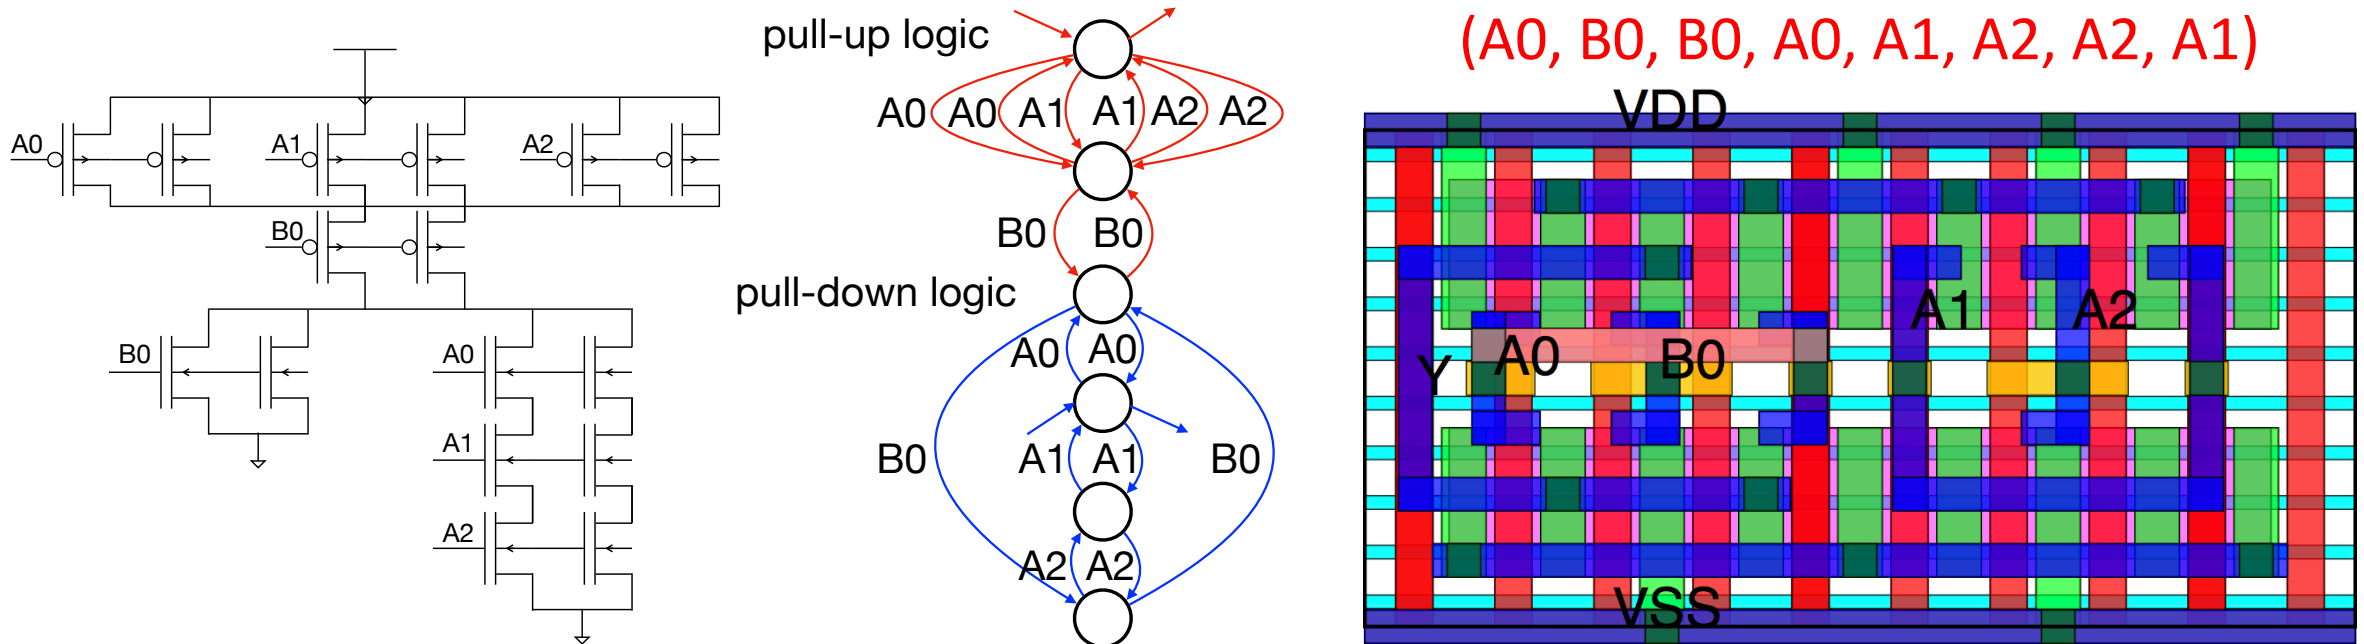 A0
A1
A2
B0
B0
A0
A1
A2
pull-up logic
A0 A0 A1 A1 A2 A2
B0 B0
pull-down logic
A0 A0
B0 A1 A1 B0
A2 A2
(A0, B0, B0, A0, A1, A2, A2, A1)
VDD
A1 A2
Y A0 B0
VSS